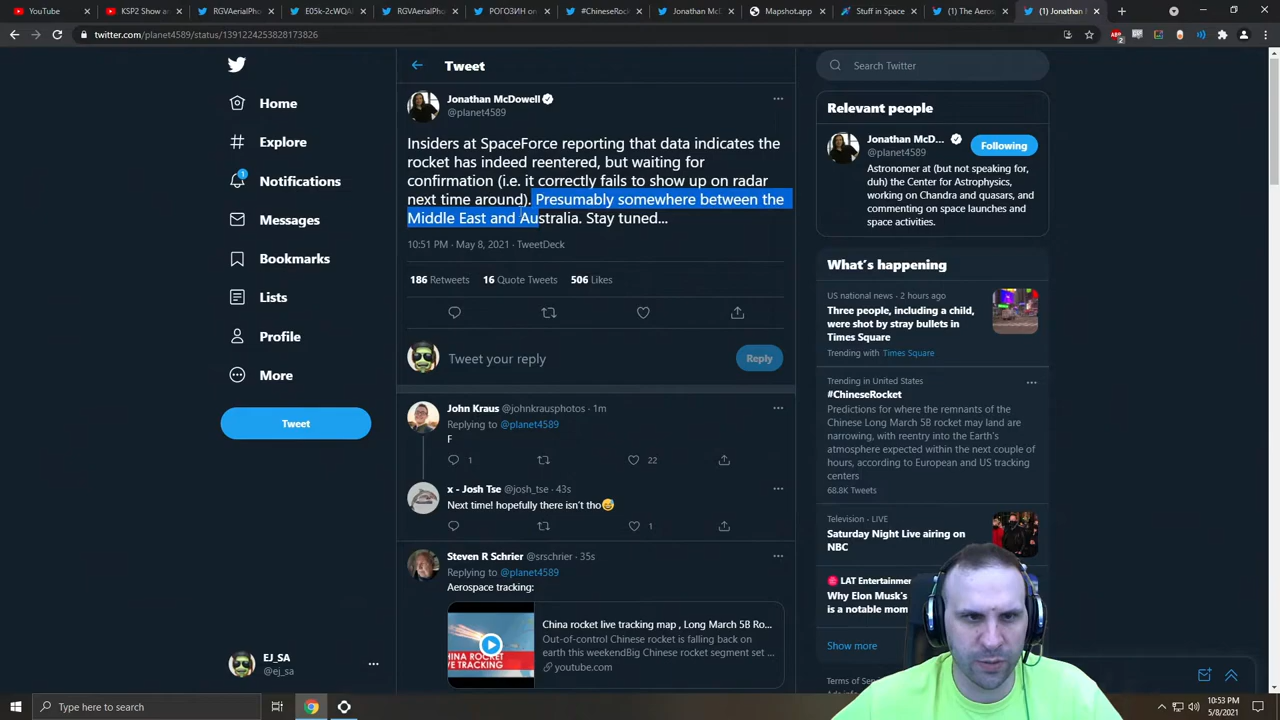 YouTube
KSP2 Show an
RGVAerialPho
E05k-2cWQAI
RGVAerialPho
РОГОЗИН on
#ChineseRoc
Jonathan McD
Mapshot.app
Stuff in Space
(1) The Aeros
(1) Jonathan M
twitter.com/planet4589/status/1391224253828173826
Home
Explore
1
Notifications
Messages
Bookmarks
Lists
Profile
More
Tweet
EJ_SA
@ej_sa
Tweet
Jonathan McDowell
@planet4589
Insiders at SpaceForce reporting that data indicates the
rocket has indeed reentered, but waiting for
confirmation (i.e. it correctly fails to show up on radar
next time around). Presumably somewhere between the
Middle East and Australia. Stay tuned...
10:51 PM · May 8, 2021 · TweetDeck
186 Retweets 16 Quote Tweets 506 Likes
Tweet your reply
Reply
John Kraus @johnkrausphotos · 1m
Replying to @planet4589
F
1 22
x - Josh Tse @josh_tse · 43s
Next time! hopefully there isn't tho😅
1
Steven R Schrier @srschrier · 35s
Replying to @planet4589
Aerospace tracking:
CHINA ROCKET
LIVE TRACKING
China rocket live tracking map , Long March 5B Ro...
Out-of-control Chinese rocket is falling back on
earth this weekendBig Chinese rocket segment set ...
youtube.com
Search Twitter
Relevant people
Jonathan McD...
@planet4589
Following
Astronomer at (but not speaking for,
duh) the Center for Astrophysics,
working on Chandra and quasars, and
commenting on space launches and
space activities.
What's happening
US national news · 2 hours ago
Three people, including a child,
were shot by stray bullets in
Times Square
Trending with Times Square
Trending in United States
#ChineseRocket
Predictions for where the remnants of the
Chinese Long March 5B rocket may land are
narrowing, with reentry into the Earth's
atmosphere expected within the next couple of
hours, according to European and US tracking
centers
68.8K Tweets
Television · LIVE
Saturday Night Live airing on
NBC
LAT Entertainmen
Why Elon Musk's
is a notable mom
Show more
Terms of Ser
Type here to search
10:53 PM
5/8/2021